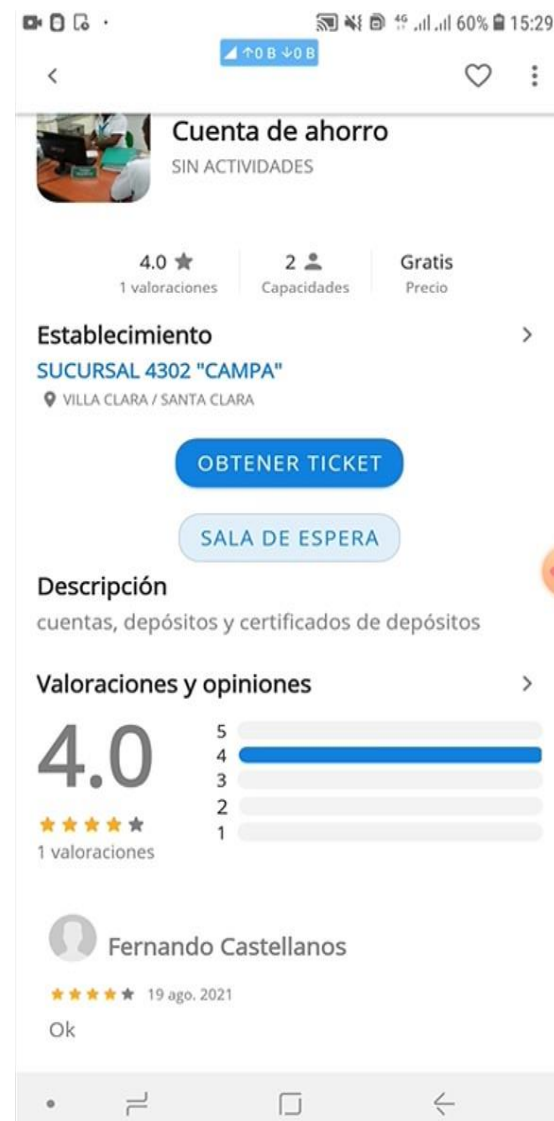 4G 60% 15:29
↑0 B ↓0 B
Cuenta de ahorro
SIN ACTIVIDADES
4.0 ★ 2 Gratis
1 valoraciones Capacidades Precio
Establecimiento
SUCURSAL 4302 "CAMPA"
VILLA CLARA / SANTA CLARA
OBTENER TICKET
SALA DE ESPERA
Descripción
cuentas, depósitos y certificados de depósitos
Valoraciones y opiniones
4.0
5
4
3
2
1
1 valoraciones
Fernando Castellanos
19 ago. 2021
Ok